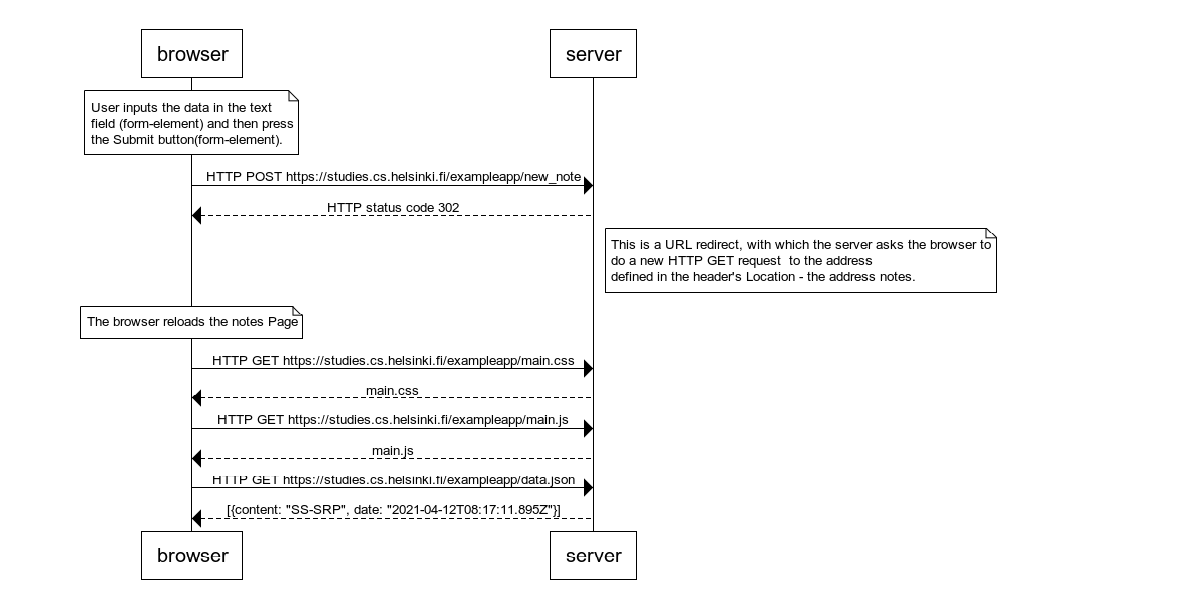 browser
server
User inputs the data in the text
field (form-element) and then press
the Submit button(form-element).
HTTP POST https://studies.cs.helsinki.fi/exampleapp/new_note
HTTP status code 302
This is a URL redirect, with which the server asks the browser to
do a new HTTP GET request  to the address
defined in the header's Location - the address notes.
The browser reloads the notes Page
HTTP GET https://studies.cs.helsinki.fi/exampleapp/main.css
main.css
HTTP GET https://studies.cs.helsinki.fi/exampleapp/main.js
main.js
HTTP GET https://studies.cs.helsinki.fi/exampleapp/data.json
[{content: "SS-SRP", date: "2021-04-12T08:17:11.895Z"}]
browser
server